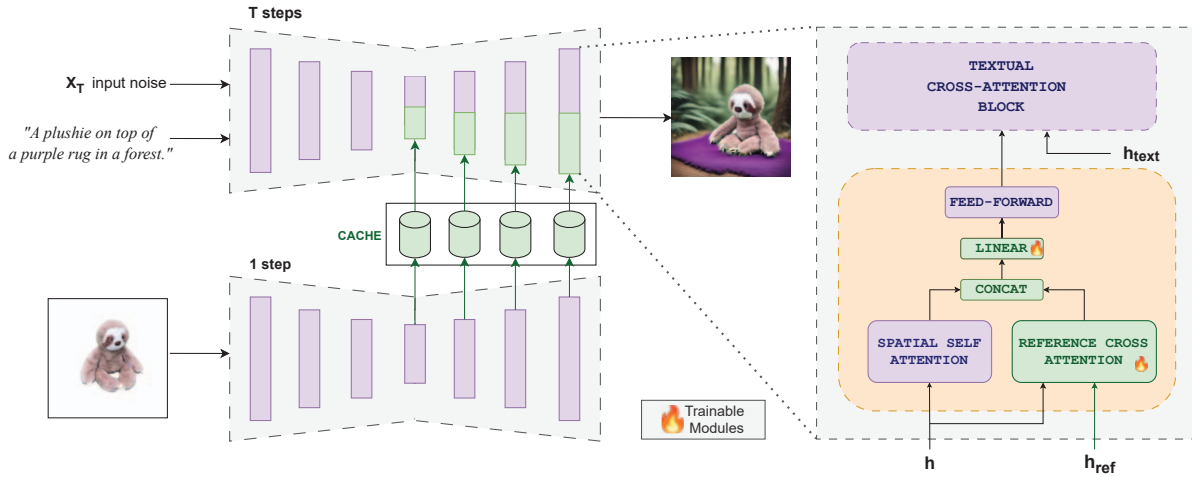 T steps
X_T input noise
"A plushie on top of
a purple rug in a forest."
CACHE
1 step
Trainable
Modules
TEXTUAL
CROSS-ATTENTION
BLOCK
h_text
FEED-FORWARD
LINEAR
CONCAT
SPATIAL SELF
ATTENTION
REFERENCE CROSS
ATTENTION
h
h_ref